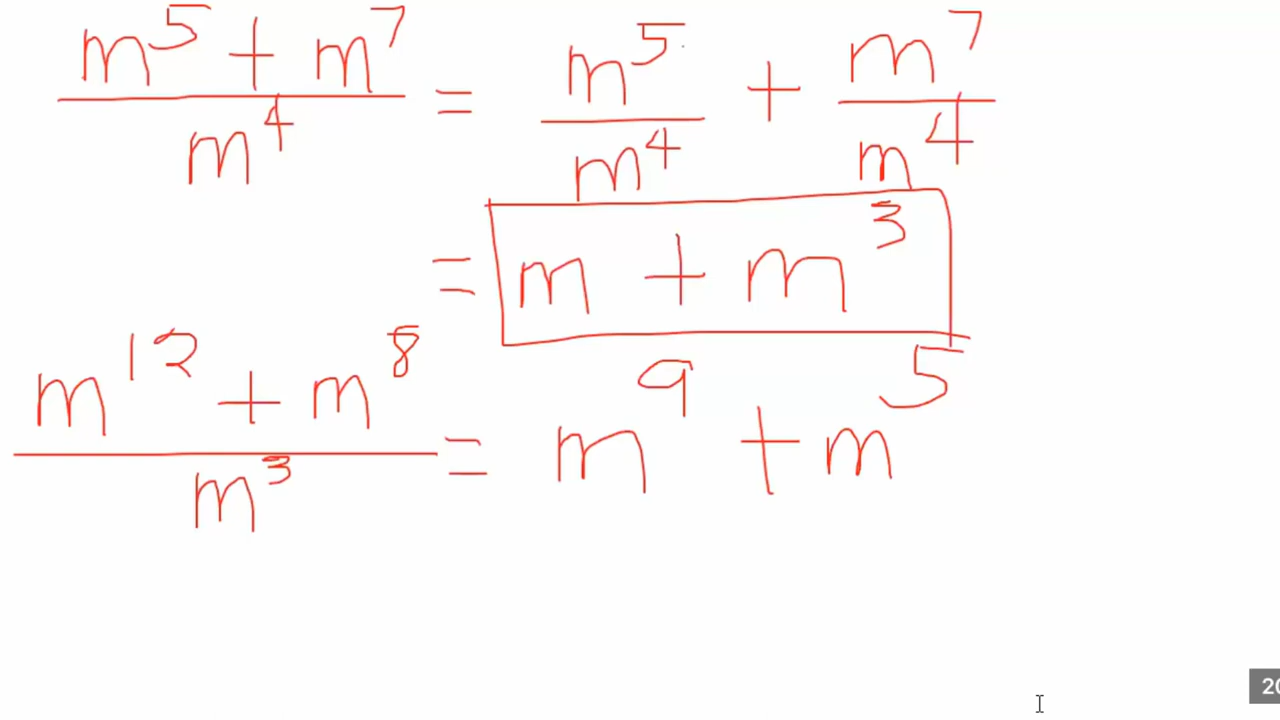 (m^5 + m^7)/m^4 = m^5/m^4 + m^7/m^4
= m + m^3
(m^12 + m^8)/m^3 = m^9 + m^5